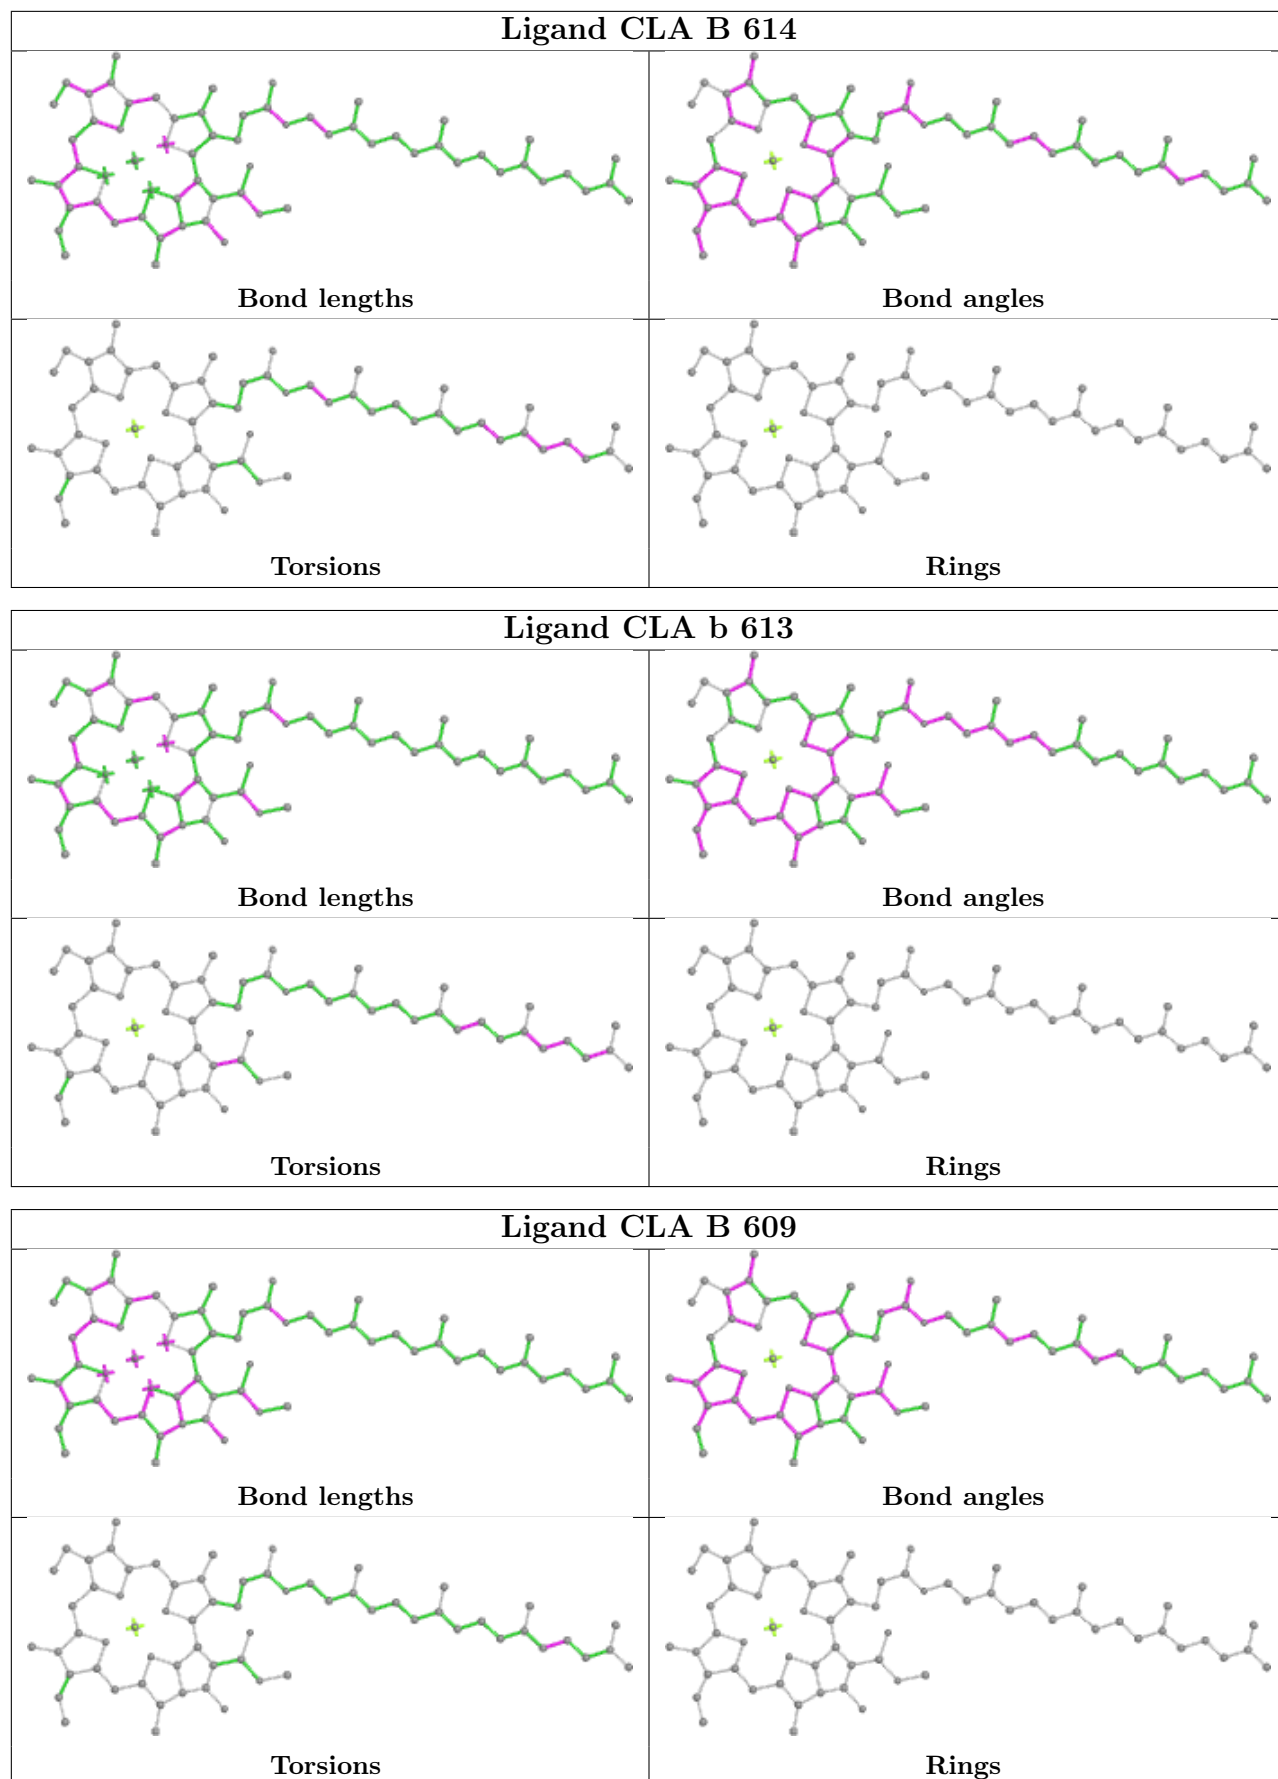 Ligand CLA B 614
Bond lengths
Bond angles
Torsions
Rings
Ligand CLA b 613
Bond lengths
Bond angles
Torsions
Rings
Ligand CLA B 609
Bond lengths
Bond angles
Torsions
Rings